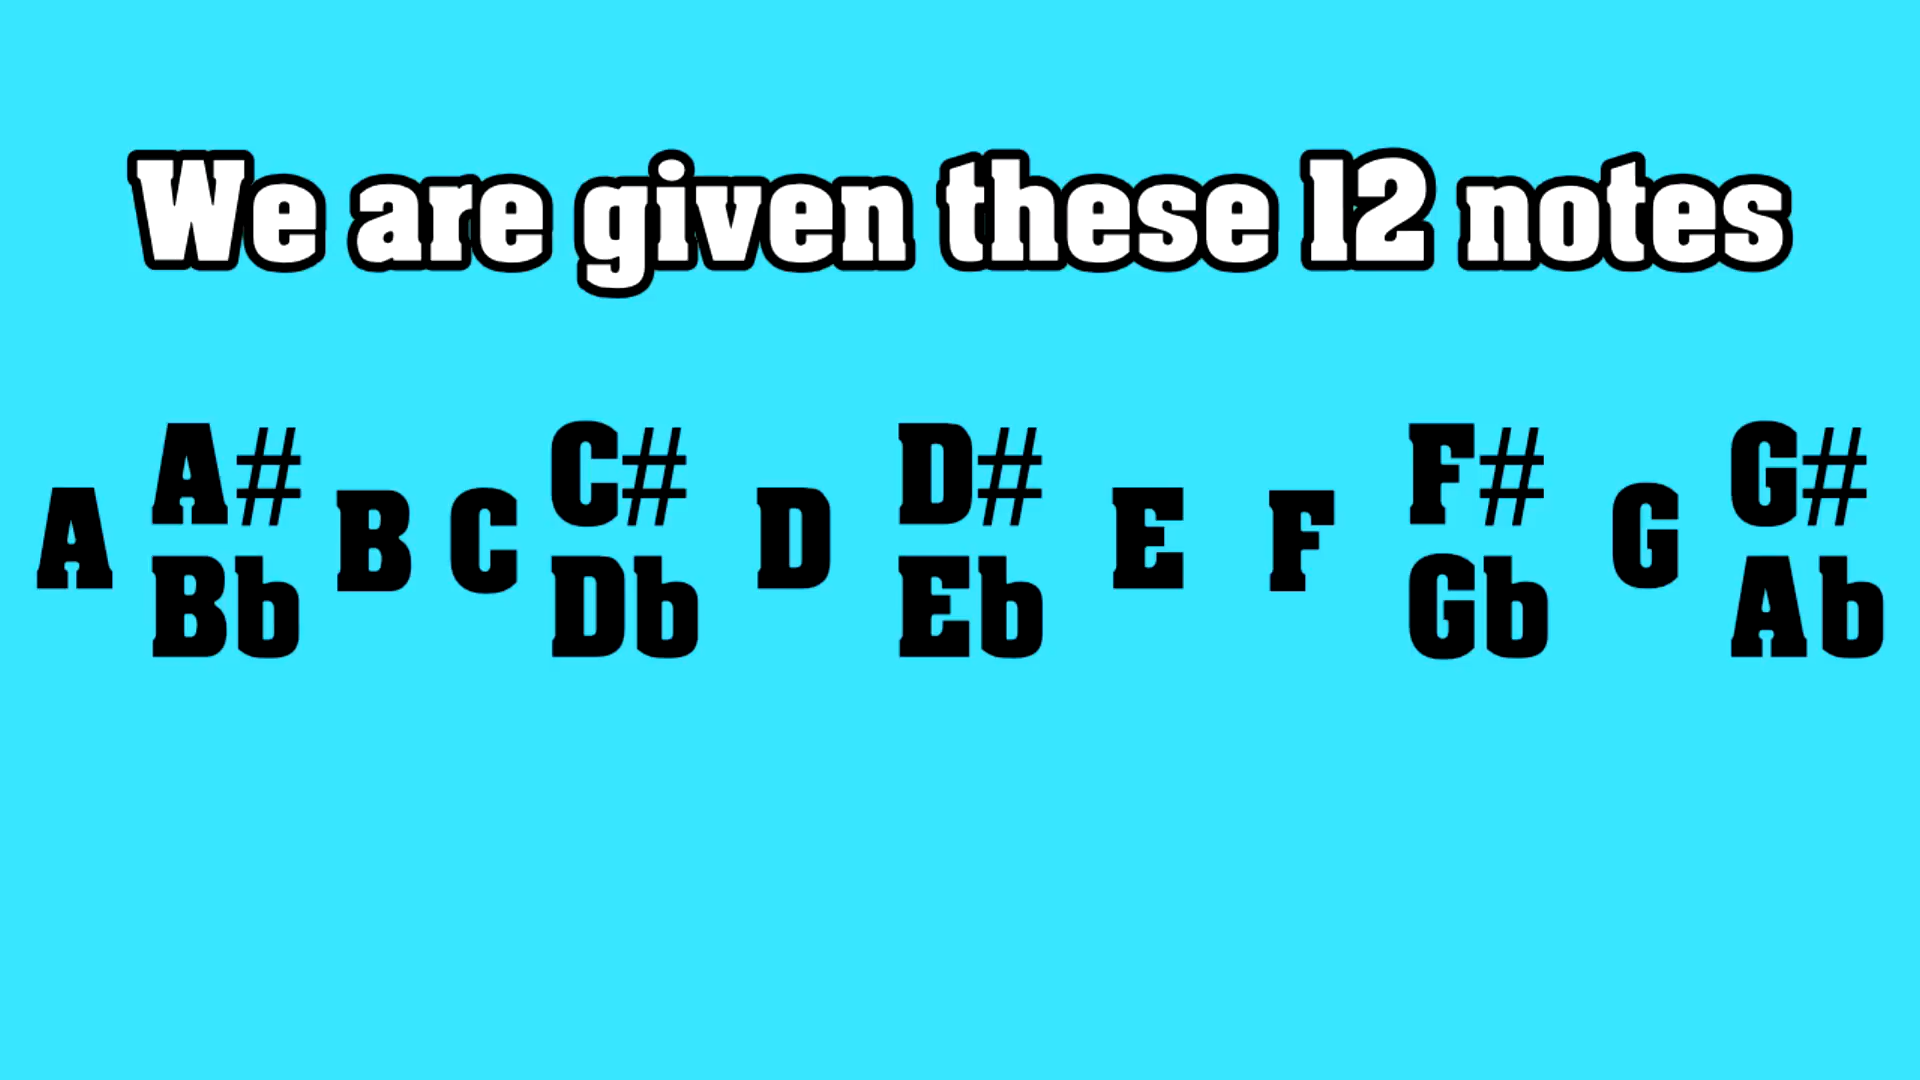 We are given these 12 notes
A# C# D# F# G#
A B C D E F G
Bb Db Eb Gb Ab